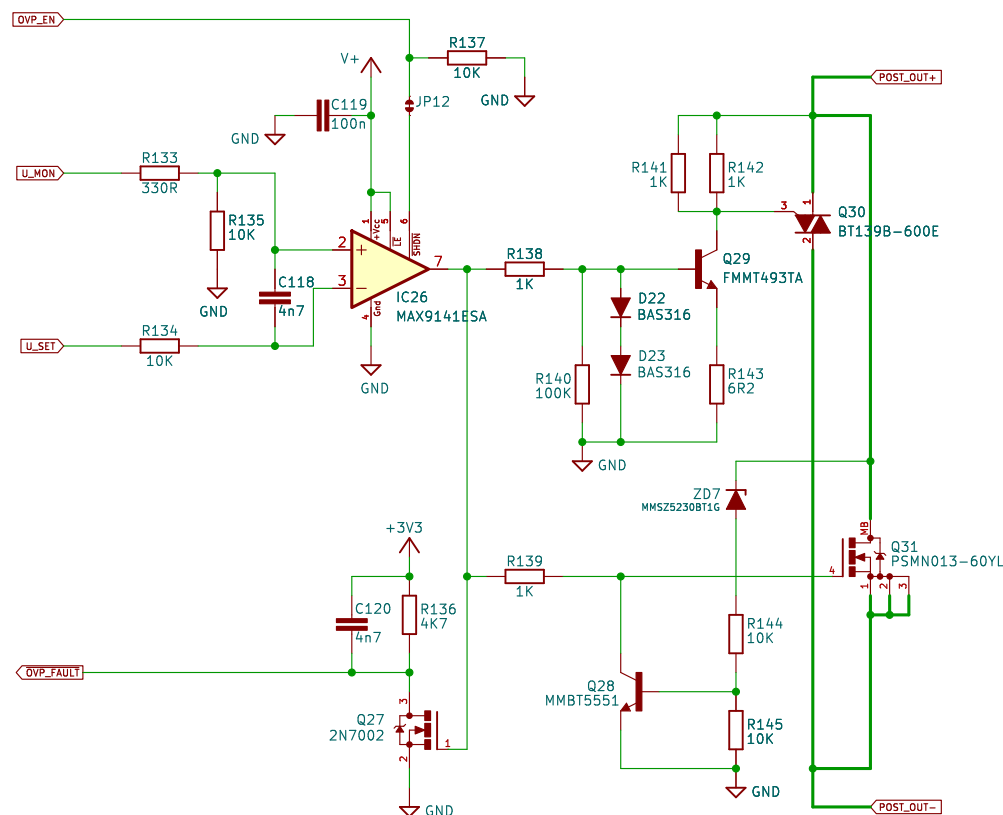 OVP_EN
R137
10K
GND
V+
C119
100n
GND
JP12
POST_OUT+
U_MON
R133
330R
R135
10K
GND
C118
4n7
U_SET
R134
10K
1
+Vcc
5
LE
6
SHDN
2
+
3
−
7
4
Gnd
IC26
MAX9141ESA
GND
R138
1K
D22
BAS316
D23
BAS316
R140
100K
GND
R141
1K
R142
1K
3
1
2
Q30
BT139B-600E
Q29
FMMT493TA
R143
6R2
ZD7
MMSZ5230BT1G
MB
Q31
PSMN013-60YL
4
1
2
3
+3V3
C120
4n7
R136
4K7
R139
1K
OVP_FAULT
Q27
2N7002
3
1
2
GND
Q28
MMBT5551
R144
10K
R145
10K
GND
POST_OUT-